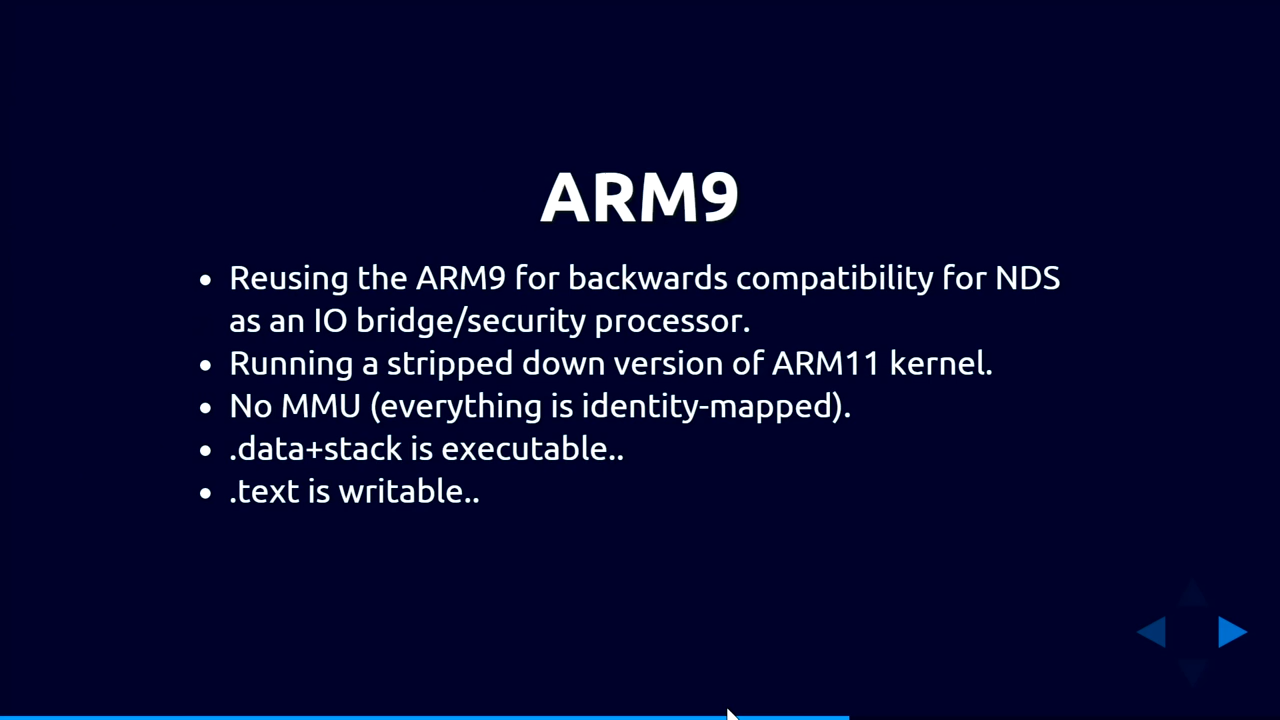 ARM9
Reusing the ARM9 for backwards compatibility for NDS
as an IO bridge/security processor.
Running a stripped down version of ARM11 kernel.
No MMU (everything is identity-mapped).
.data+stack is executable..
.text is writable..